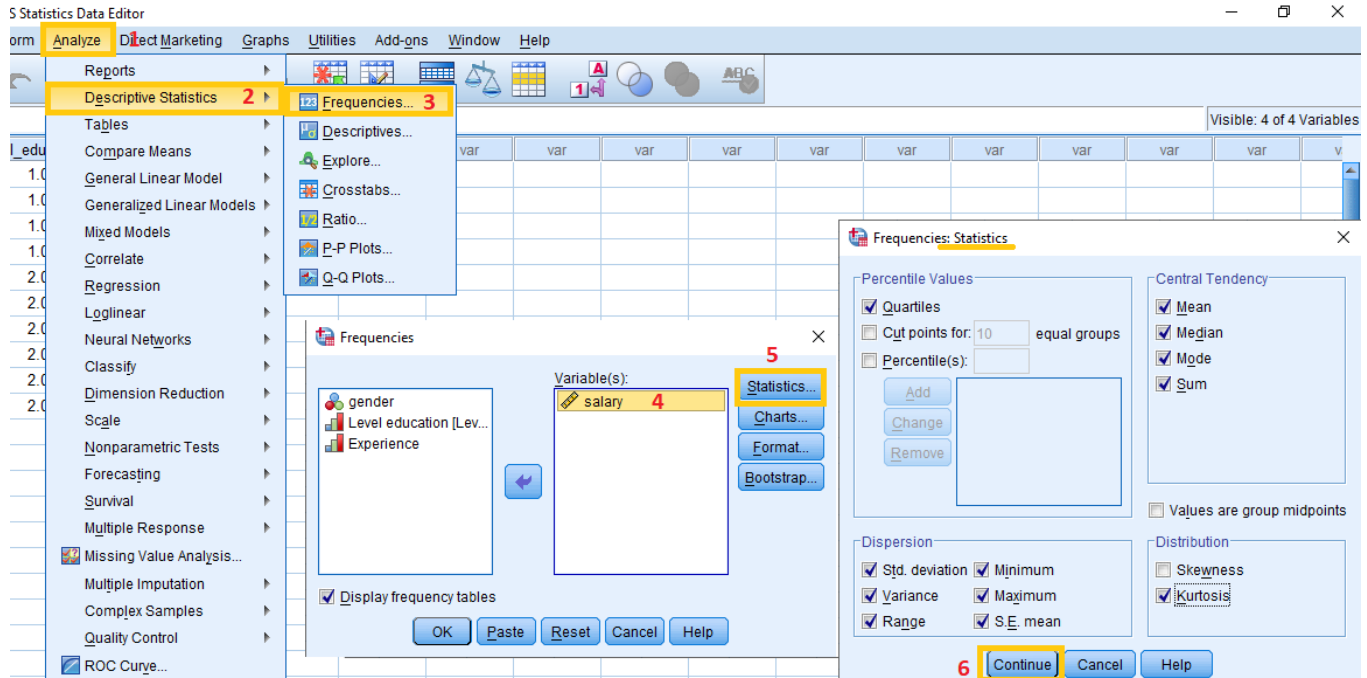 S Statistics Data Editor
orm Analyze 1 Direct Marketing Graphs Utilities Add-ons Window Help
Reports
Descriptive Statistics 2
Tables
Compare Means
General Linear Model
Generalized Linear Models
Mixed Models
Correlate
Regression
Loglinear
Neural Networks
Classify
Dimension Reduction
Scale
Nonparametric Tests
Forecasting
Survival
Multiple Response
Missing Value Analysis...
Multiple Imputation
Complex Samples
Quality Control
ROC Curve...
A
1
ABC
123 Frequencies... 3
Descriptives...
Explore...
Crosstabs...
1/2 Ratio...
P-P Plots...
Q-Q Plots...
Visible: 4 of 4 Variables
l_edu var var var var var var var var var var v
1.0
1.0
1.0
1.0
2.0
2.0
2.0
2.0
2.0
2.0
Frequencies
gender
Level education [Lev...
Experience
Variable(s):
salary 4
5
Statistics...
Charts...
Format...
Bootstrap...
Display frequency tables
OK Paste Reset Cancel Help
Frequencies: Statistics
Percentile Values
Quartiles
Cut points for: 10 equal groups
Percentile(s):
Add
Change
Remove
Central Tendency
Mean
Median
Mode
Sum
Values are group midpoints
Dispersion
Std. deviation Minimum
Variance Maximum
Range S.E. mean
Distribution
Skewness
Kurtosis
6 Continue Cancel Help